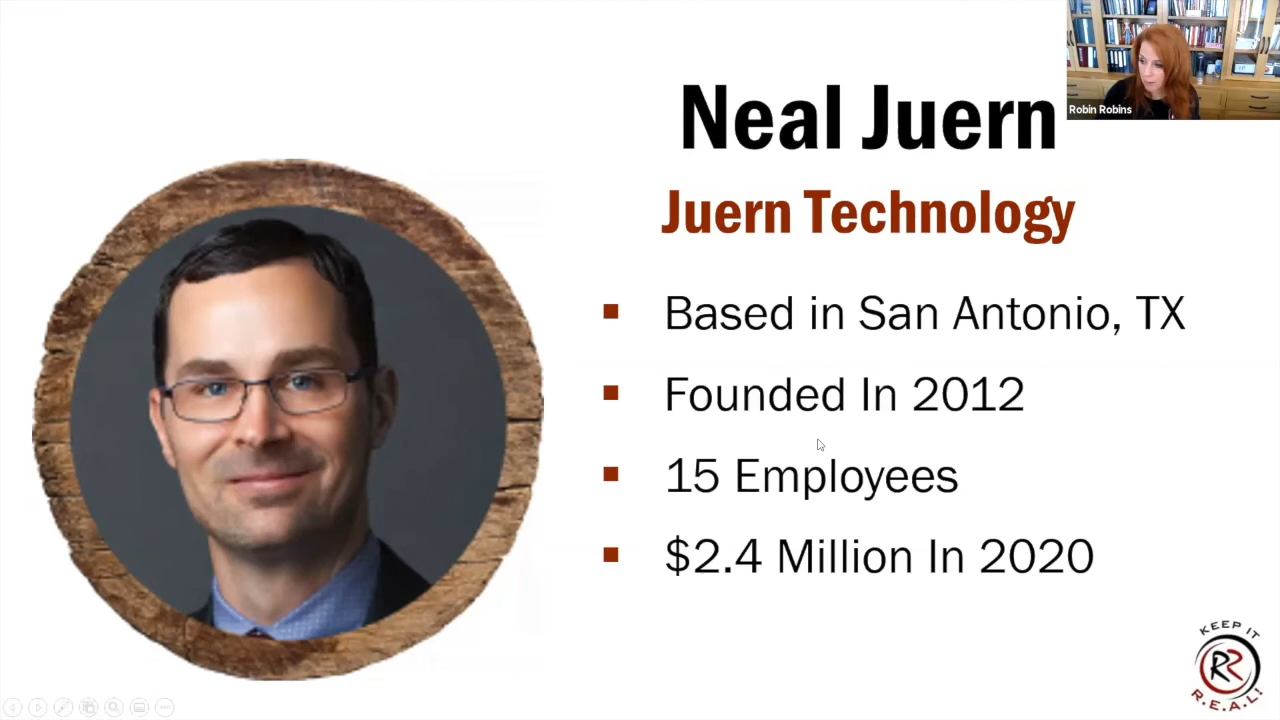 Neal Juern
Robin Robins
Juern Technology
Based in San Antonio, TX
Founded In 2012
15 Employees
$2.4 Million In 2020
KEEP IT
RR
R.E.A.L!